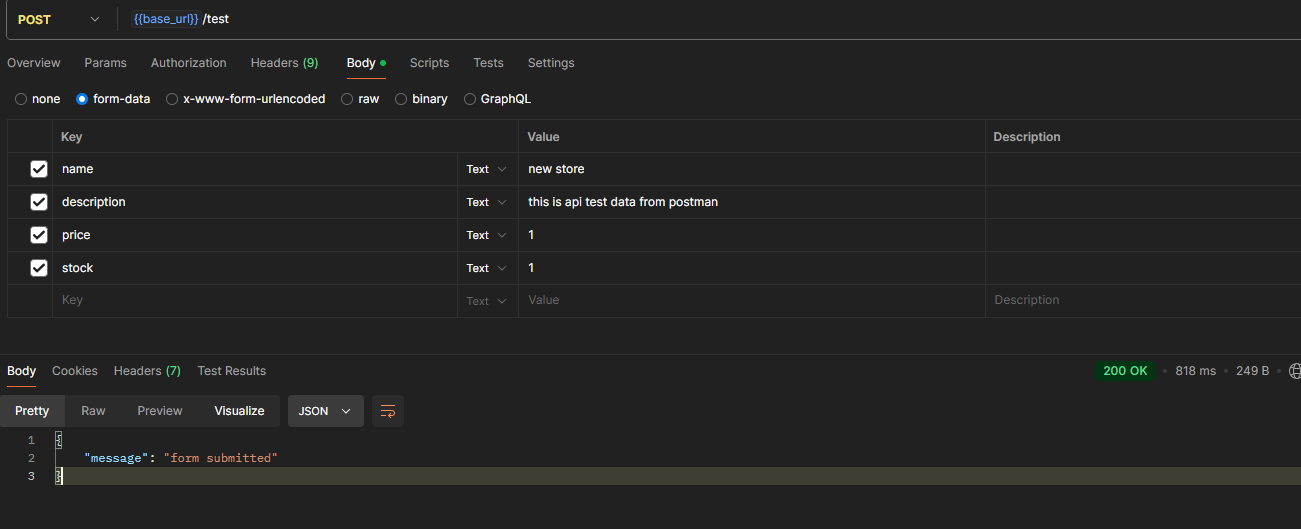 POST {{base_url}} /test
Overview Params Authorization Headers (9) Body Scripts Tests Settings
none form-data x-www-form-urlencoded raw binary GraphQL
Key Value Description
name Text new store
description Text this is api test data from postman
price Text 1
stock Text 1
Key Text Value Description
Body Cookies Headers (7) Test Results 200 OK • 818 ms • 249 B •
Pretty Raw Preview Visualize JSON
1 {
2 "message": "form submitted"
3 }